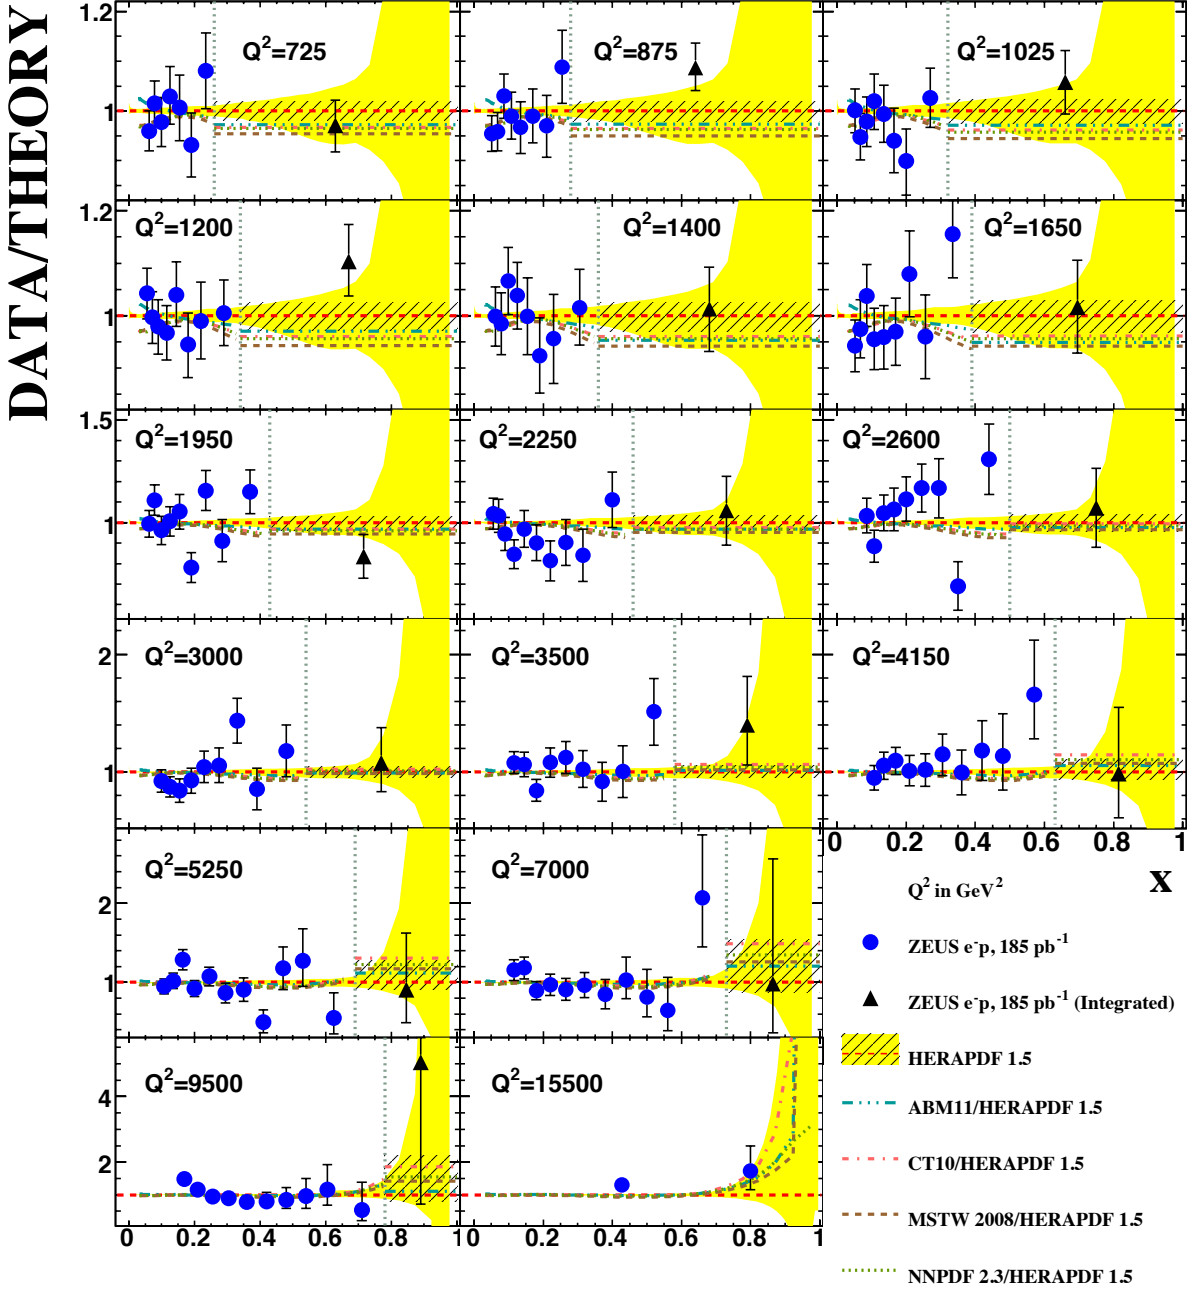 DATA/THEORY
1.2
1
Q²=725
Q²=875
Q²=1025
1.2
1
Q²=1200
Q²=1400
Q²=1650
1.5
1
Q²=1950
Q²=2250
Q²=2600
2
1
Q²=3000
Q²=3500
Q²=4150
0 0.2 0.4 0.6 0.8 1
x
2
1
Q²=5250
Q²=7000
4
2
Q²=9500
Q²=15500
0 0.2 0.4 0.6 0.8 1
0 0.2 0.4 0.6 0.8 1
Q² in GeV²
ZEUS e⁻p, 185 pb⁻¹
ZEUS e⁻p, 185 pb⁻¹ (Integrated)
HERAPDF 1.5
ABM11/HERAPDF 1.5
CT10/HERAPDF 1.5
MSTW 2008/HERAPDF 1.5
NNPDF 2.3/HERAPDF 1.5